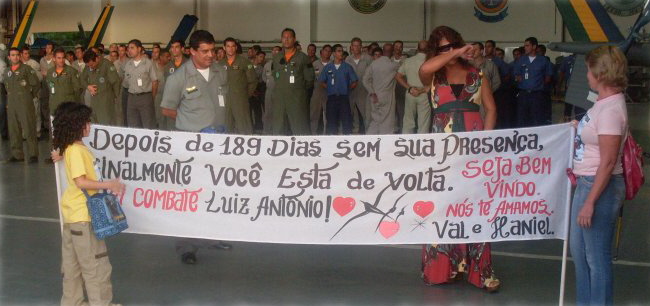 Depois de 189 Dias sem sua Presença,
Finalmente Você Está de Volta.
Combate Luiz Antônio!
Seja Bem
Vindo.
Nós te Amamos.
Val e Haniel.